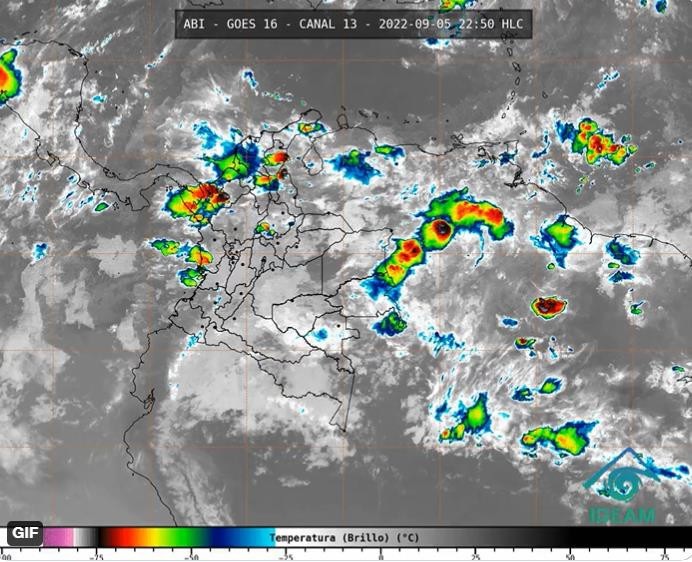 ABI - GOES 16 - CANAL 13 - 2022-09-05 22:50 HLC
IDEAM
GIF
Temperatura (Brillo) (°C)
-75 -50 -25 0 25 50 75